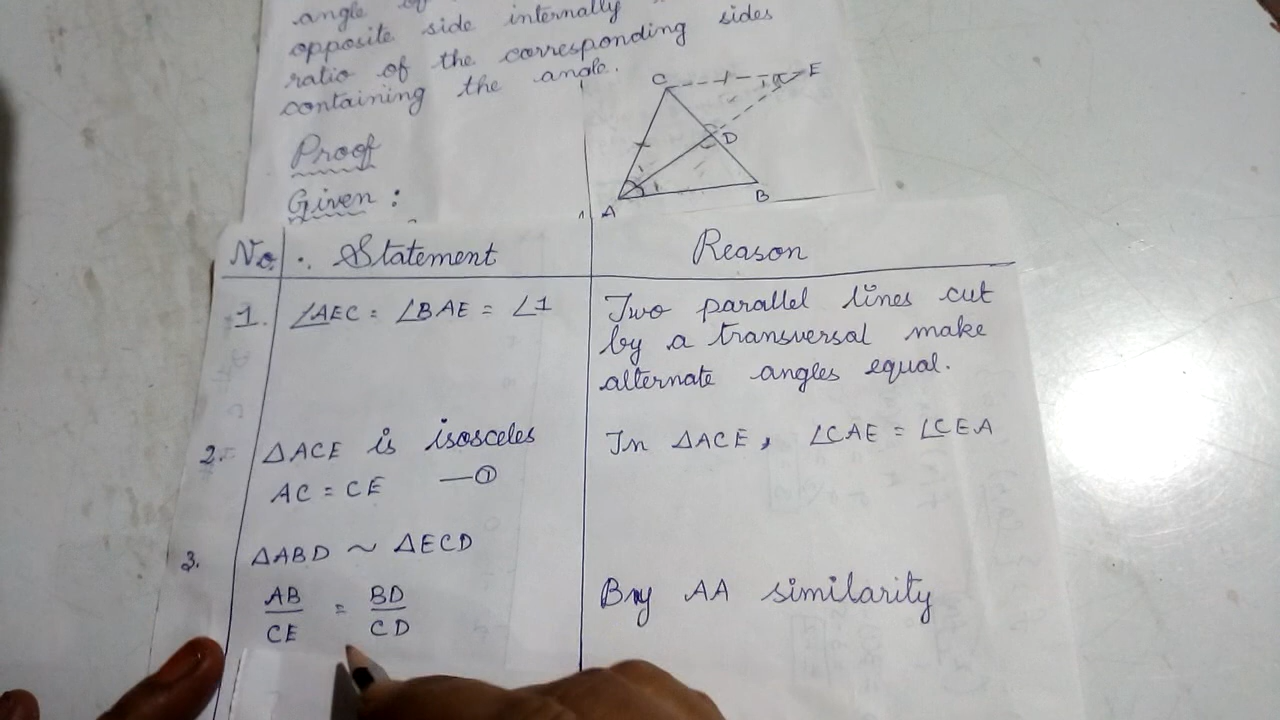 angle of
opposite side internally
ratio of the corresponding sides
containing the angle.
Proof
Given :
C
E
D
A
B
No. . Statement Reason
1. ∠AEC = ∠BAE = ∠1
Two parallel lines cut
by a transversal make
alternate angles equal.
2. ΔACE is isosceles
AC = CE —①
In ΔACE, ∠CAE = ∠CEA
3. ΔABD ~ ΔECD
AB/CE = BD/CD
By AA similarity